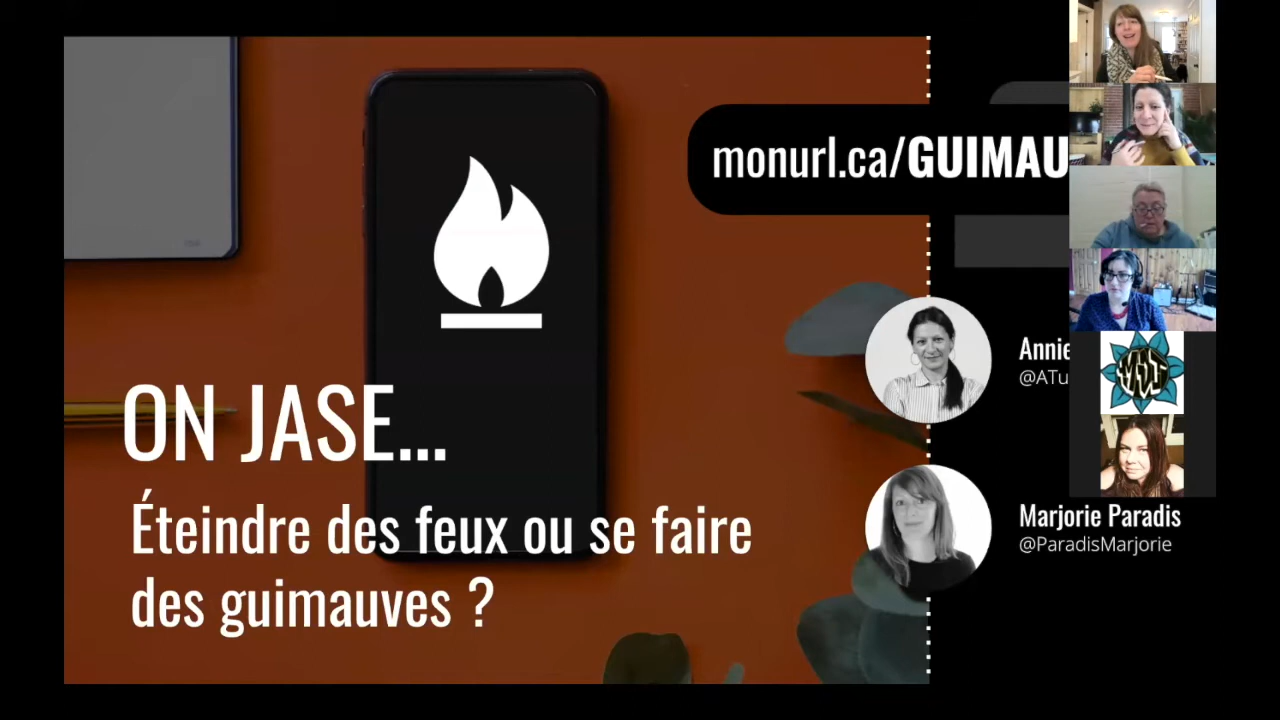 monurl.ca/GUIMAU
Annie
@ATu
Marjorie Paradis
@ParadisMarjorie
ON JASE...
Éteindre des feux ou se faire
des guimauves ?